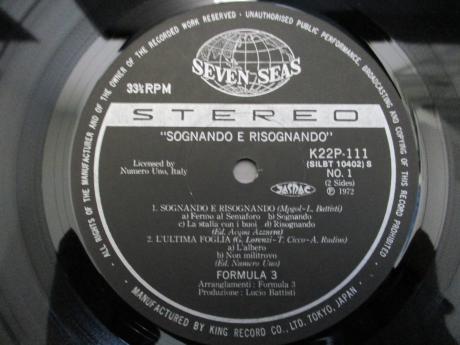 ALL RIGHTS OF THE MANUFACTURER AND OF THE OWNER OF THE RECORDED WORK RESERVED · UNAUTHORISED PUBLIC PERFORMANCE, BROADCASTING AND COPYING OF THIS RECORD PROHIBITED
SEVEN SEAS
33⅓RPM
STEREO
"SOGNANDO E RISOGNANDO"
K22P-111
(SILBT 10402) S
NO. 1
(2 Sides)
℗ 1972
Licensed by
Numero Uno, Italy
JASRAC
1. SOGNANDO E RISOGNANDO (Mogol-L. Battisti)
a) Fermo al Semaforo b) Sognando
c) La stalla con i buoi d) Risognando
(Ed. Acqua Azzurra)
2. L'ULTIMA FOGLIA (G. Lorenzi-T. Cicco-A. Radius)
a) L'albero
b) Non militrovo
(Ed. Numero Uno)
FORMULA 3
Arrangiamenti : Formula 3
Produzione : Lucio Battisti
· MANUFACTURED BY KING RECORD CO., LTD. TOKYO, JAPAN ·